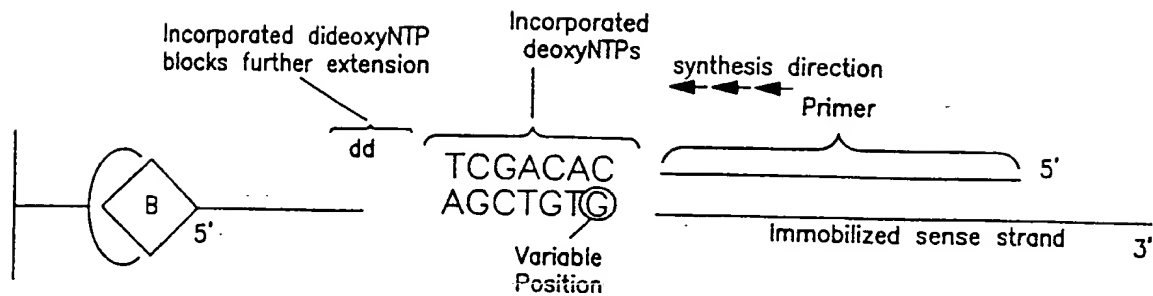 Incorporated dideoxyNTP
blocks further extension
Incorporated
deoxyNTPs
synthesis direction
Primer
dd
TCGACAC
5'
AGCTGTG
B
5'
Immobilized sense strand
3'
Variable
Position